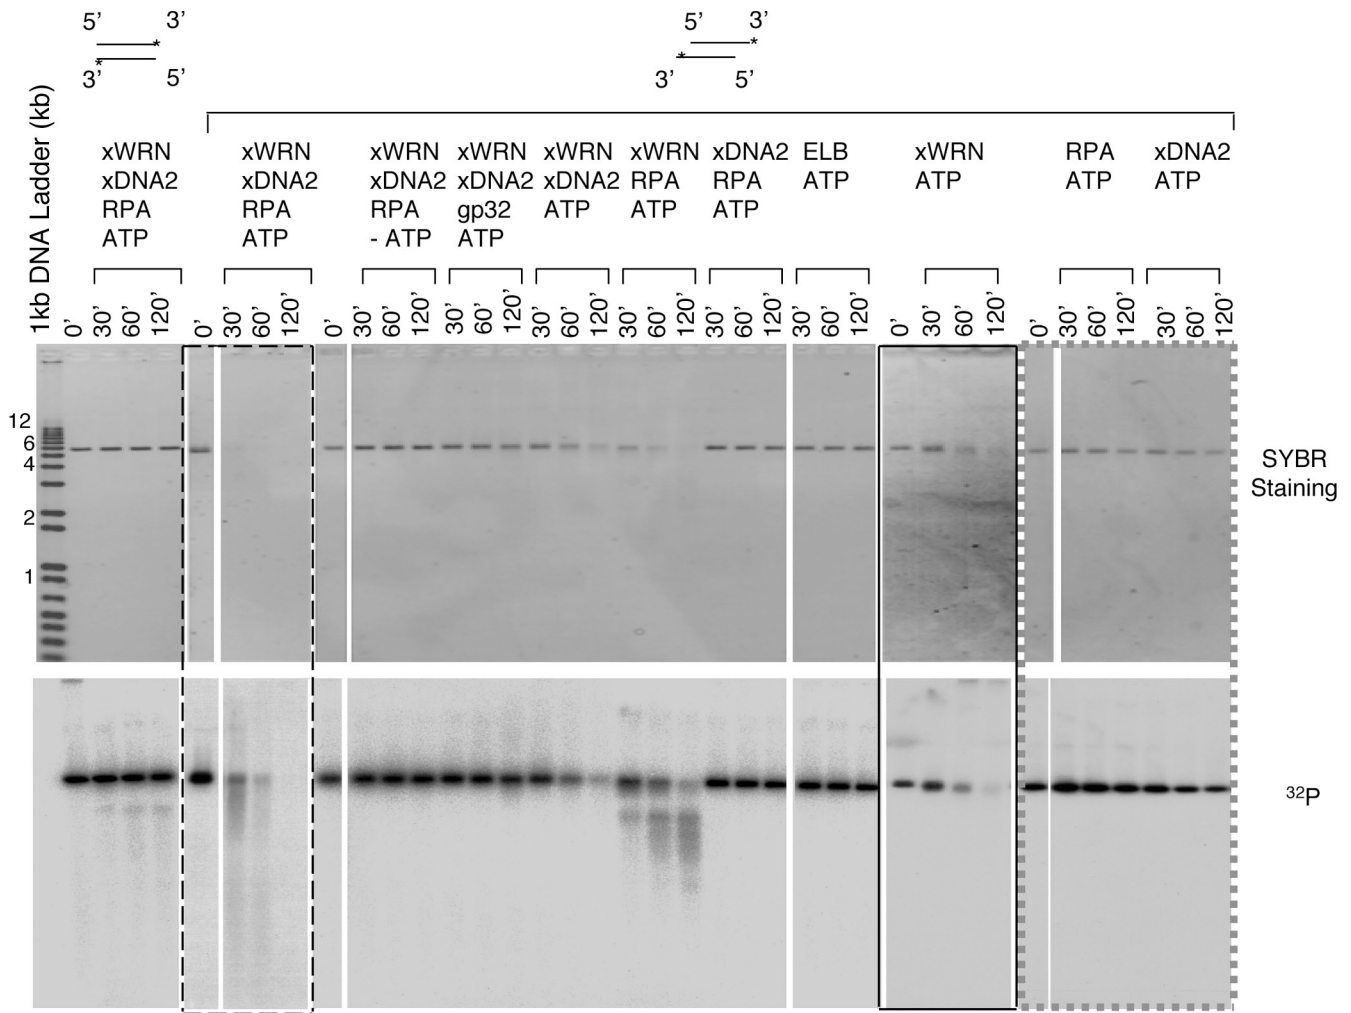 5’ 3’
*
*
3’ 5’
5’ 3’
*
*
3’ 5’
1kb DNA Ladder (kb)
xWRN
xDNA2
RPA
ATP
xWRN
xDNA2
RPA
ATP
xWRN
xDNA2
RPA
- ATP
xWRN
xDNA2
gp32
ATP
xWRN
xDNA2
ATP
xWRN
RPA
ATP
xDNA2
RPA
ATP
ELB
ATP
xWRN
ATP
RPA
ATP
xDNA2
ATP
0’ 30’ 60’ 120’ 0’ 30’ 60’ 120’ 0’ 30’ 60’ 120’ 30’ 60’ 120’ 30’ 60’ 120’ 30’ 60’ 120’ 30’ 60’ 120’ 30’ 60’ 120’ 0’ 30’ 60’ 120’ 0’ 30’ 60’ 120’ 30’ 60’ 120’
12
6
4
2
1
SYBR
Staining
32P